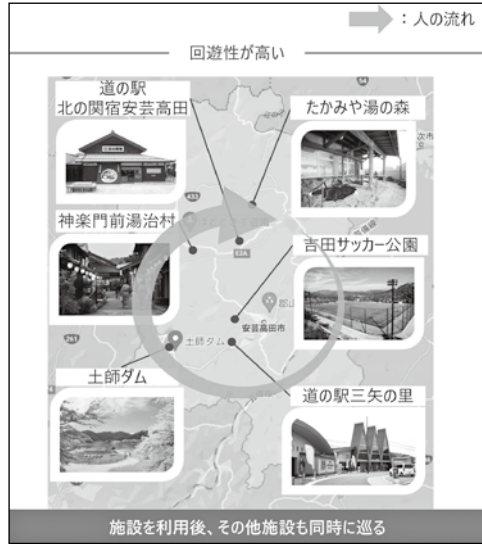 ：人の流れ
回遊性が高い
道の駅
北の関宿安芸高田
たかみや湯の森
神楽門前湯治村
吉田サッカー公園
安芸高田市
土師ダム
土師ダム
道の駅三矢の里
施設を利用後、その他施設も同時に巡る